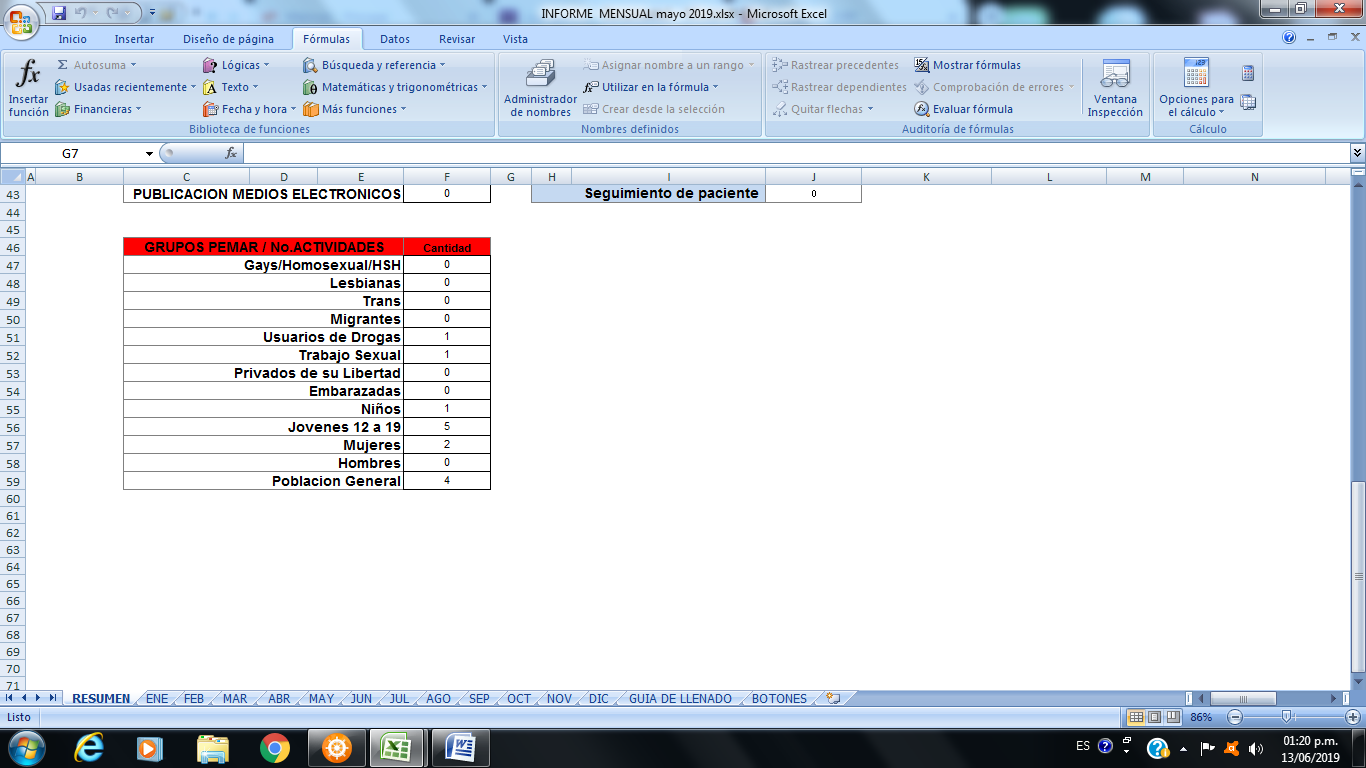 INFORME  MENSUAL mayo 2019.xlsx - Microsoft Excel
Inicio Insertar Diseño de página Fórmulas Datos Revisar Vista
fx Insertar función
Σ Autosuma Lógicas Búsqueda y referencia
Usadas recientemente Texto Matemáticas y trigonométricas
Financieras Fecha y hora Más funciones
Biblioteca de funciones
Administrador de nombres
Asignar nombre a un rango
Utilizar en la fórmula
Crear desde la selección
Nombres definidos
Rastrear precedentes Mostrar fórmulas
Rastrear dependientes Comprobación de errores
Quitar flechas Evaluar fórmula
Auditoría de fórmulas
Ventana Inspección
Opciones para el cálculo
Cálculo
G7 fx
A B C D E F G H I J K L M N
43 PUBLICACION MEDIOS ELECTRONICOS 0 Seguimiento de paciente 0
44
45
46 GRUPOS PEMAR / No.ACTIVIDADES Cantidad
47 Gays/Homosexual/HSH 0
48 Lesbianas 0
49 Trans 0
50 Migrantes 0
51 Usuarios de Drogas 1
52 Trabajo Sexual 1
53 Privados de su Libertad 0
54 Embarazadas 0
55 Niños 1
56 Jovenes 12 a 19 5
57 Mujeres 2
58 Hombres 0
59 Poblacion General 4
60
61
62
63
64
65
66
67
68
69
70
71
RESUMEN ENE FEB MAR ABR MAY JUN JUL AGO SEP OCT NOV DIC GUIA DE LLENADO BOTONES
Listo 86%
ES 01:20 p.m.
13/06/2019